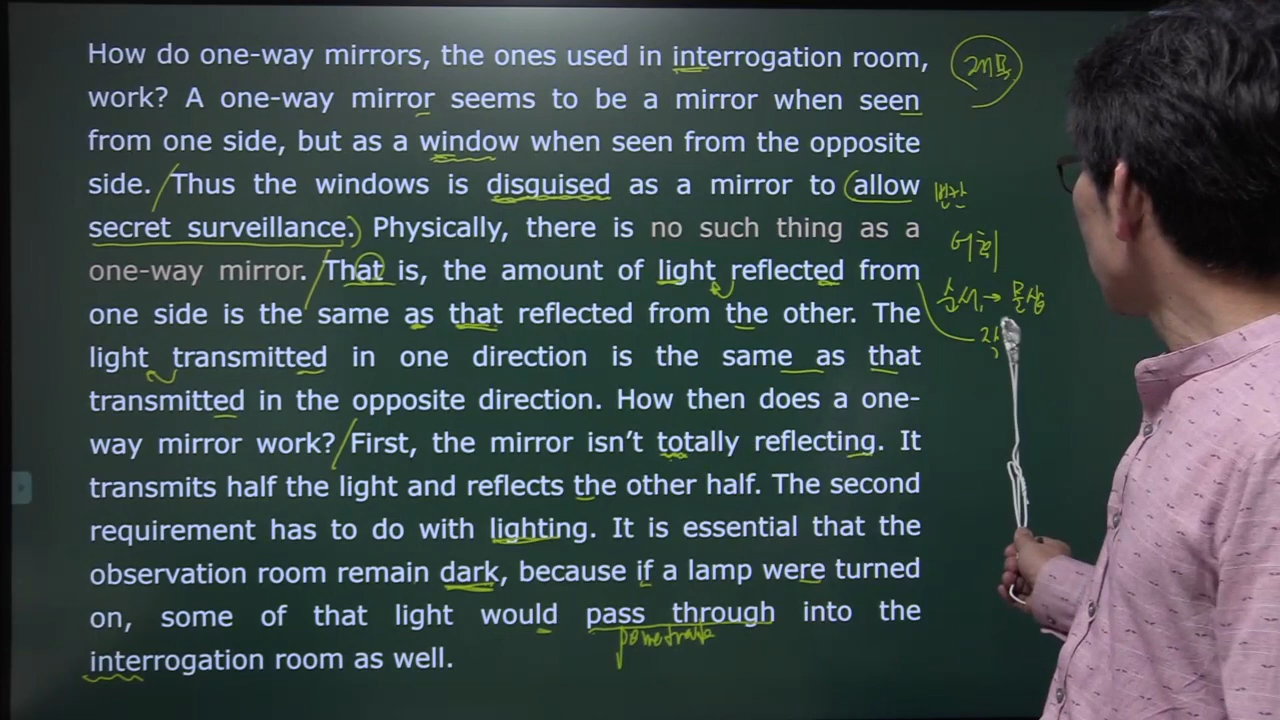 How do one-way mirrors, the ones used in interrogation room,
work? A one-way mirror seems to be a mirror when seen
from one side, but as a window when seen from the opposite
side. Thus the windows is disguised as a mirror to allow
secret surveillance. Physically, there is no such thing as a
one-way mirror. That is, the amount of light reflected from
one side is the same as that reflected from the other. The
light transmitted in one direction is the same as that
transmitted in the opposite direction. How then does a one-
way mirror work? First, the mirror isn't totally reflecting. It
transmits half the light and reflects the other half. The second
requirement has to do with lighting. It is essential that the
observation room remain dark, because if a lamp were turned
on, some of that light would pass through into the
penetrate
interrogation room as well.
어휘
순서, → 문삽